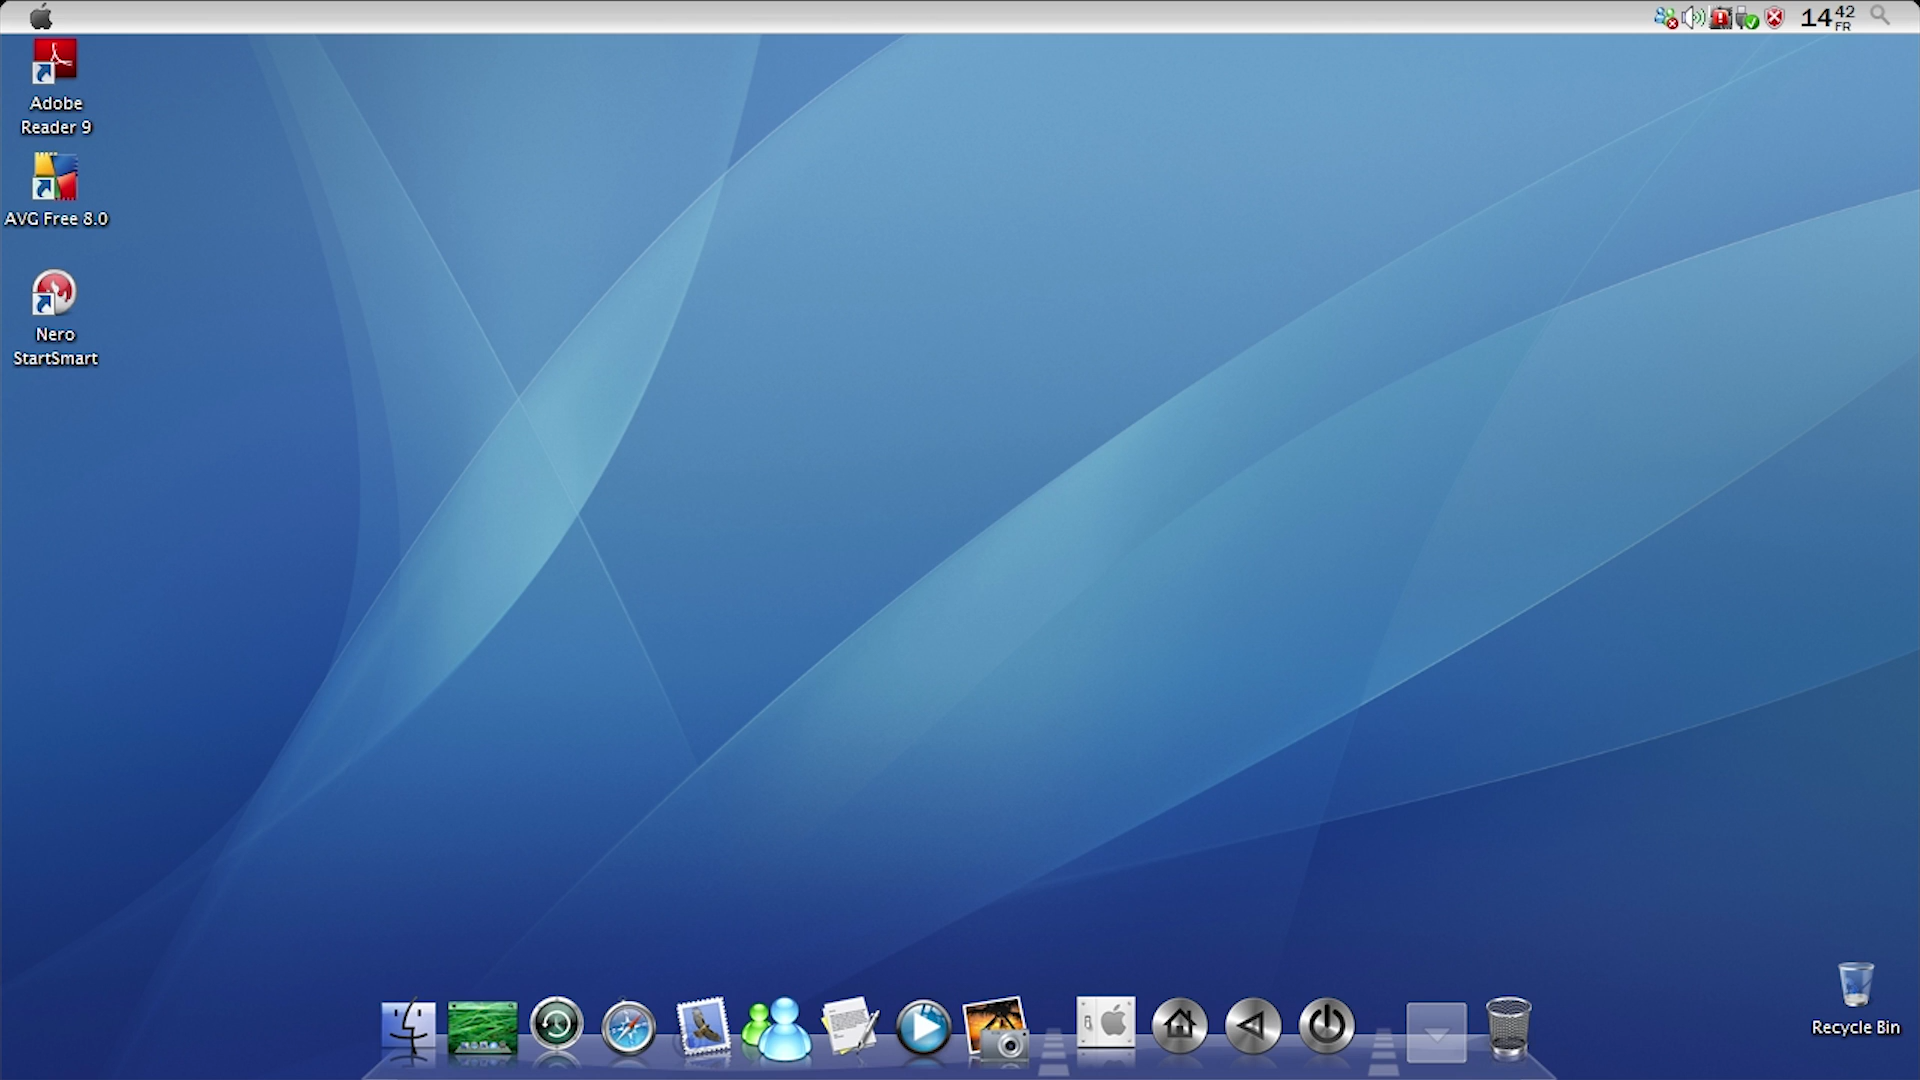 14 42
FR
Adobe
Reader 9
AVG Free 8.0
Nero
StartSmart
Recycle Bin